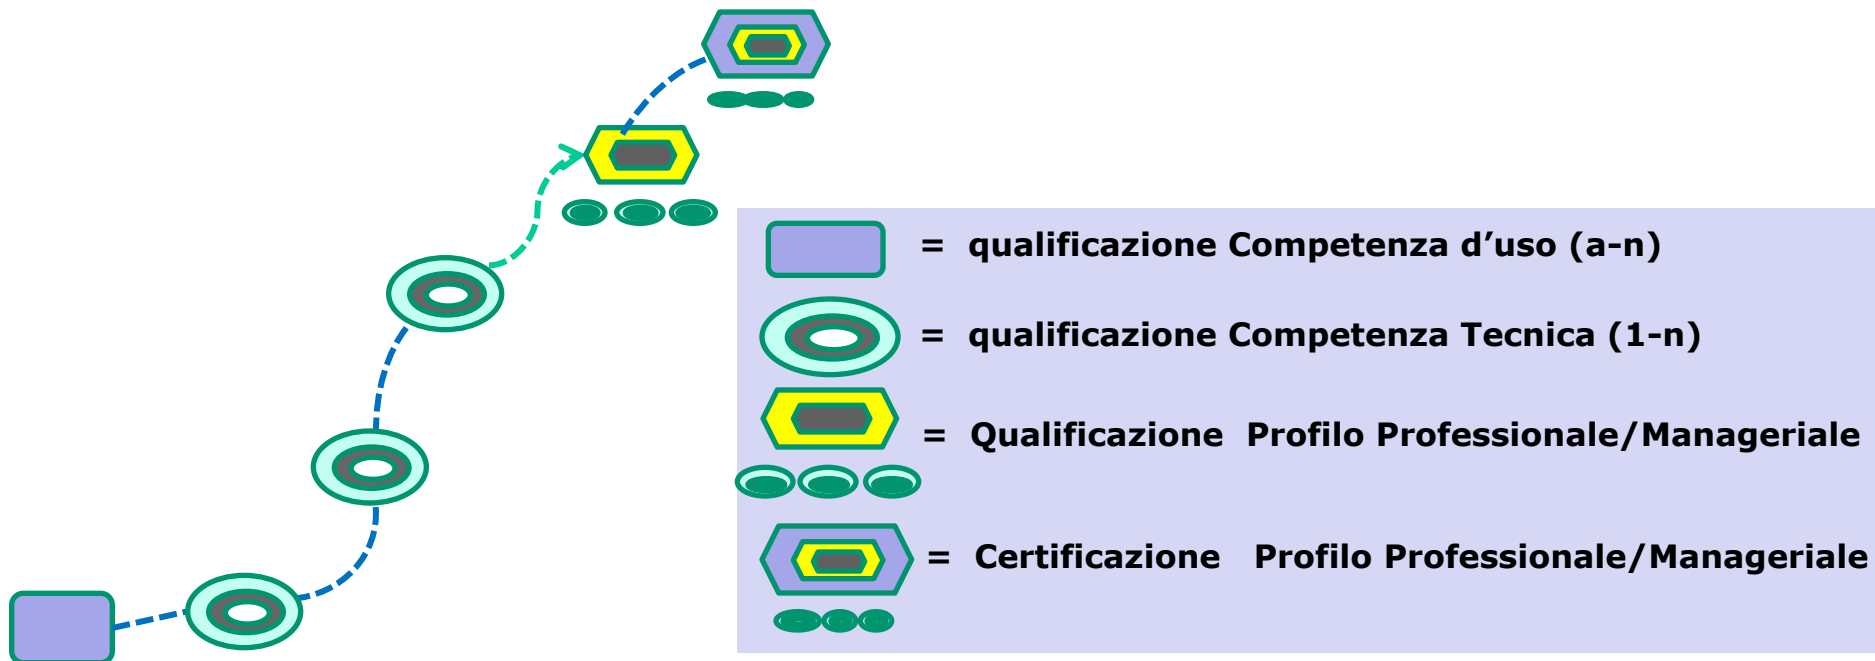 = qualificazione Competenza d’uso (a-n)
= qualificazione Competenza Tecnica (1-n)
= Qualificazione Profilo Professionale/Manageriale
= Certificazione Profilo Professionale/Manageriale